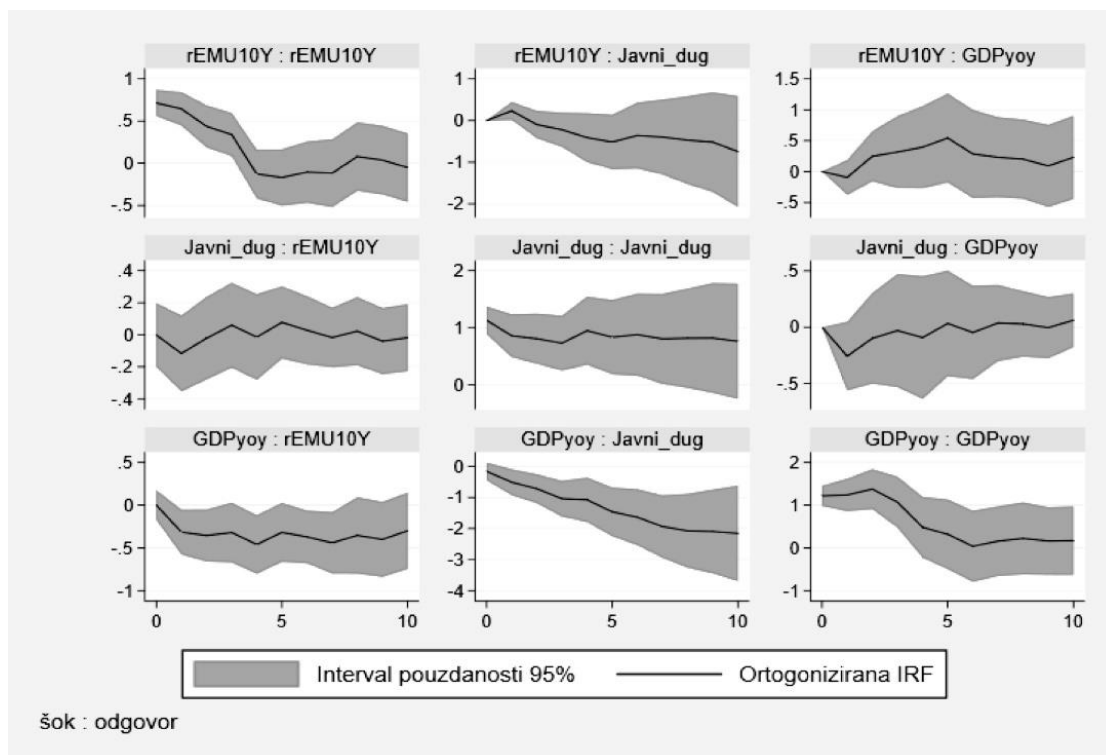 rEMU10Y : rEMU10Y
rEMU10Y : Javni_dug
rEMU10Y : GDPyoy
1
.5
0
-.5
1
0
-1
-2
1.5
1
.5
0
-.5
Javni_dug : rEMU10Y
Javni_dug : Javni_dug
Javni_dug : GDPyoy
.4
.2
0
-.2
-.4
2
1
0
.5
0
-.5
GDPyoy : rEMU10Y
GDPyoy : Javni_dug
GDPyoy : GDPyoy
.5
0
-.5
-1
0
-1
-2
-3
-4
2
1
0
-1
0 5 10
0 5 10
0 5 10
Interval pouzdanosti 95% Ortogonizirana IRF
šok : odgovor